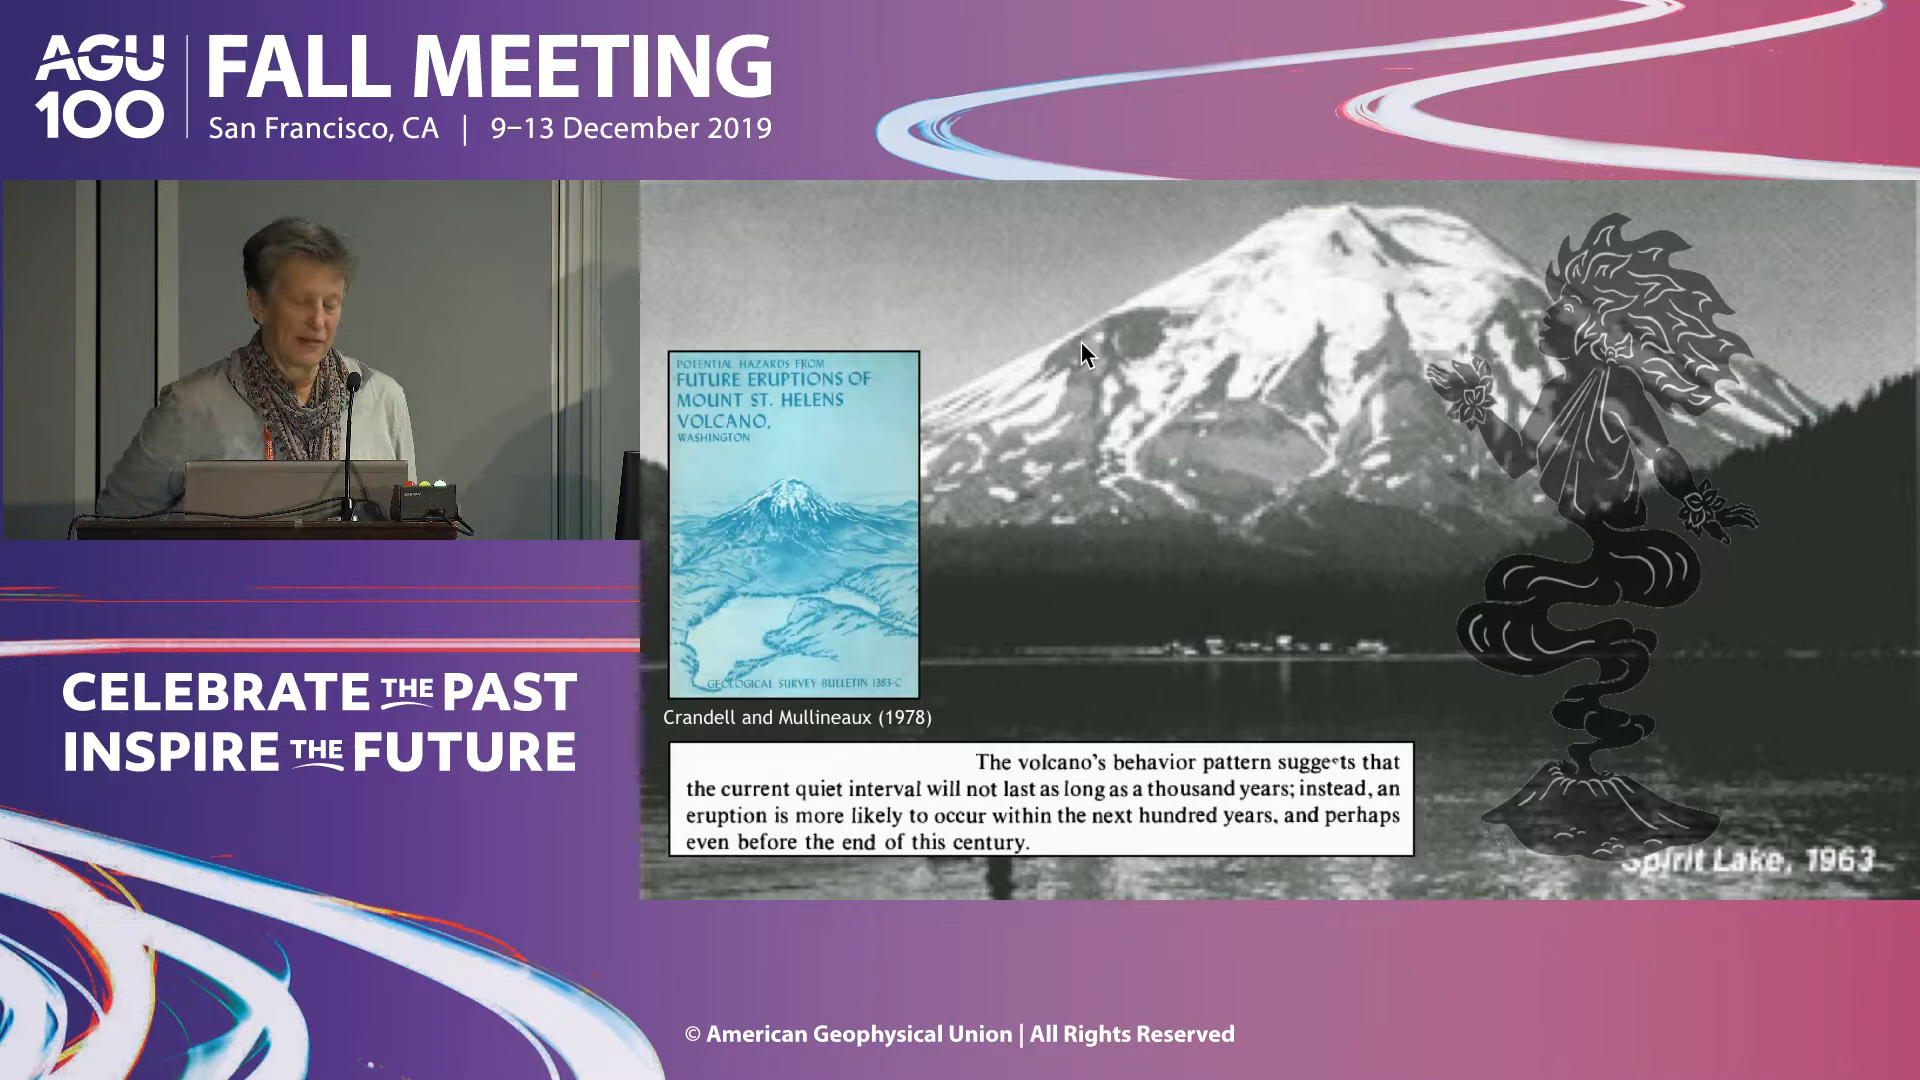 AGU
100
FALL MEETING
San Francisco, CA | 9–13 December 2019
POTENTIAL HAZARDS FROM
FUTURE ERUPTIONS OF
MOUNT ST. HELENS
VOLCANO,
WASHINGTON
GEOLOGICAL SURVEY BULLETIN 1383-C
Crandell and Mullineaux (1978)
The volcano's behavior pattern suggests that
the current quiet interval will not last as long as a thousand years; instead, an
eruption is more likely to occur within the next hundred years, and perhaps
even before the end of this century.
Spirit Lake, 1963
CELEBRATE THE PAST
INSPIRE THE FUTURE
© American Geophysical Union | All Rights Reserved